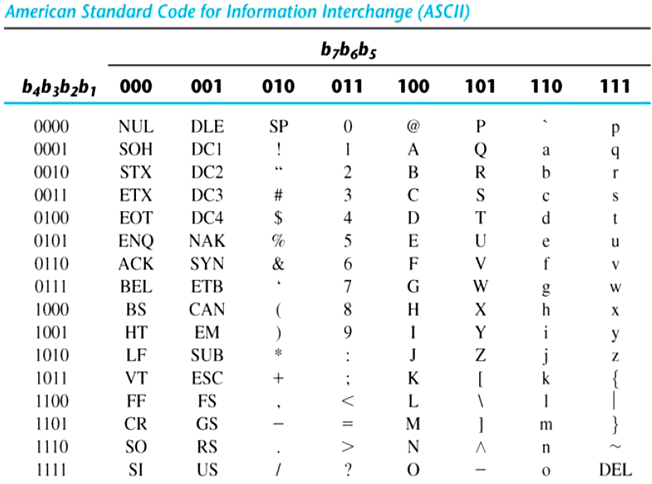 American Standard Code for Information Interchange (ASCII)
b7b6b5
b4b3b2b1 000 001 010 011 100 101 110 111
0000 NUL DLE SP 0 @ P ` p
0001 SOH DC1 ! 1 A Q a q
0010 STX DC2 “ 2 B R b r
0011 ETX DC3 # 3 C S c s
0100 EOT DC4 $ 4 D T d t
0101 ENQ NAK % 5 E U e u
0110 ACK SYN & 6 F V f v
0111 BEL ETB ‘ 7 G W g w
1000 BS CAN ( 8 H X h x
1001 HT EM ) 9 I Y i y
1010 LF SUB * : J Z j z
1011 VT ESC + ; K [ k {
1100 FF FS , < L \ l |
1101 CR GS − = M ] m }
1110 SO RS . > N ∧ n ~
1111 SI US / ? O − o DEL